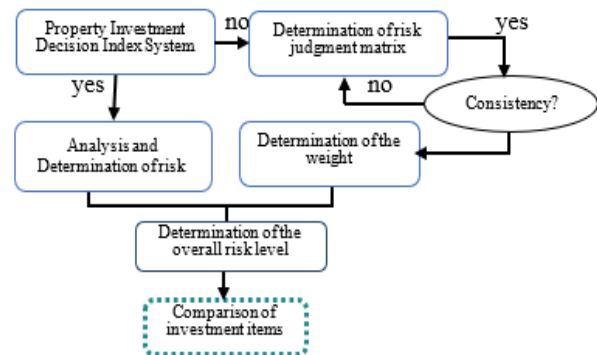 Property Investment
Decision Index System
no
Determination of risk
judgment matrix
yes
yes
no
Consistency?
Analysis and
Determination of risk
Determination of the
weight
Determination of the
overall risk level
Comparison of
investment items